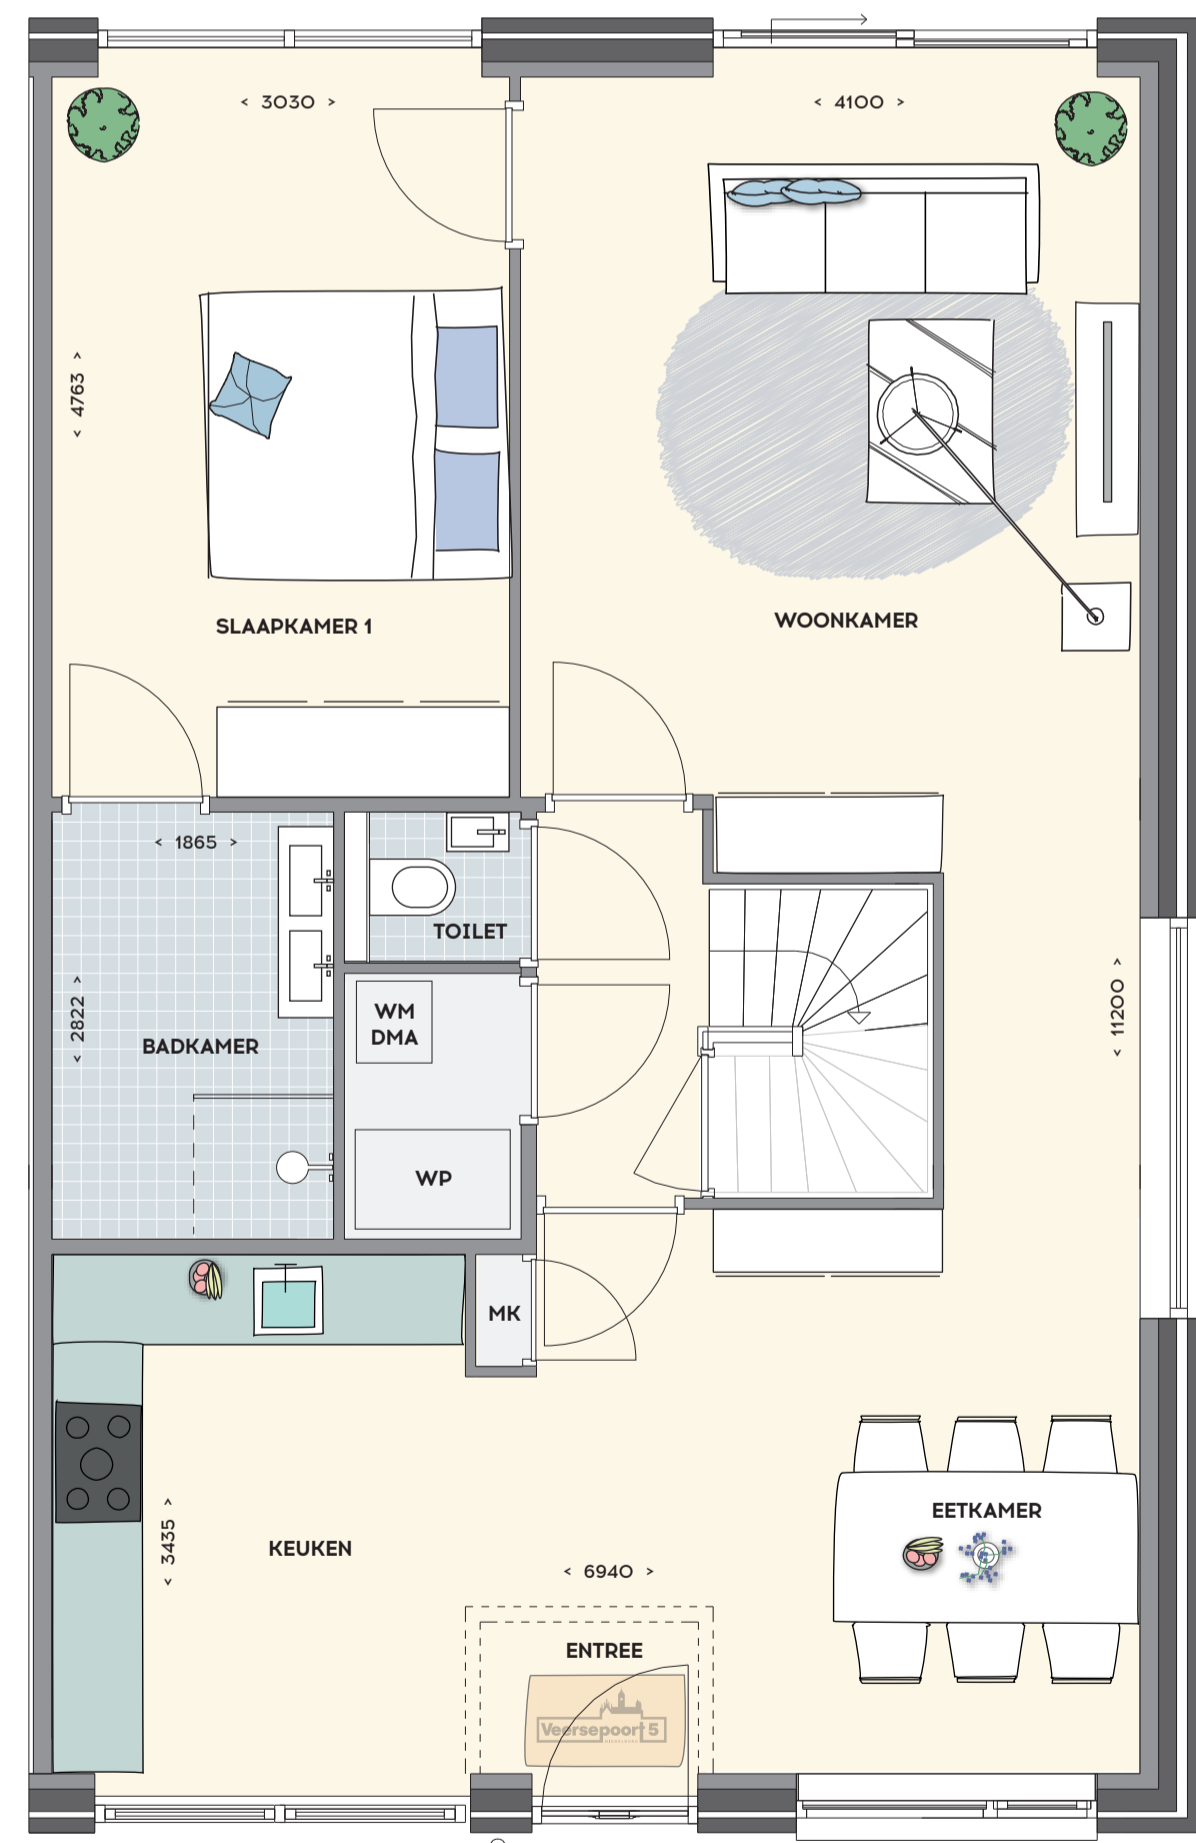 < 3030 >
< 4100 >
< 4763 >
SLAAPKAMER 1
WOONKAMER
< 1865 >
TOILET
< 2822 >
BADKAMER
WM
DMA
< 11200 >
WP
MK
EETKAMER
< 3435 >
KEUKEN
< 6940 >
ENTREE
Veersepoort 5